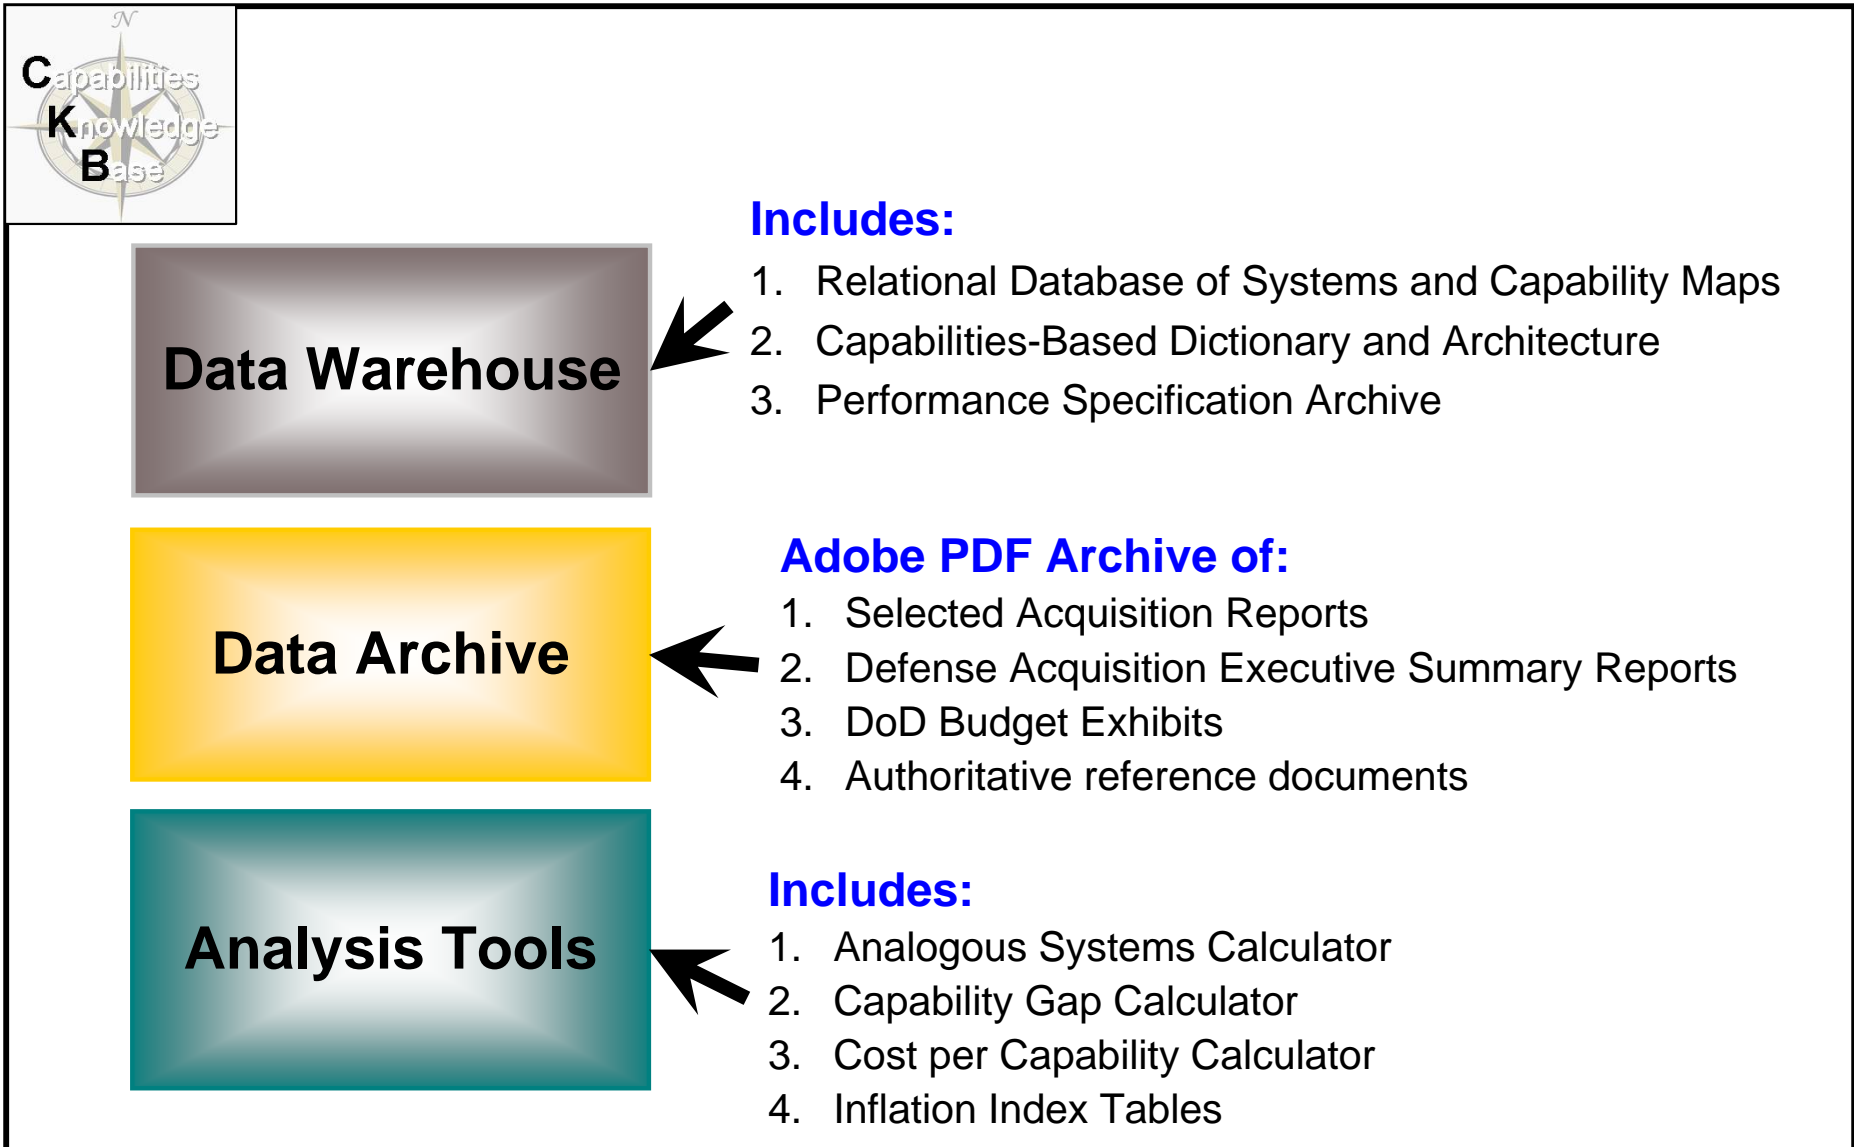 N
Capabilities
Knowledge
Base
Includes:
1. Relational Database of Systems and Capability Maps
2. Capabilities-Based Dictionary and Architecture
3. Performance Specification Archive
Data Warehouse
Adobe PDF Archive of:
1. Selected Acquisition Reports
2. Defense Acquisition Executive Summary Reports
3. DoD Budget Exhibits
4. Authoritative reference documents
Data Archive
Includes:
1. Analogous Systems Calculator
2. Capability Gap Calculator
3. Cost per Capability Calculator
4. Inflation Index Tables
Analysis Tools